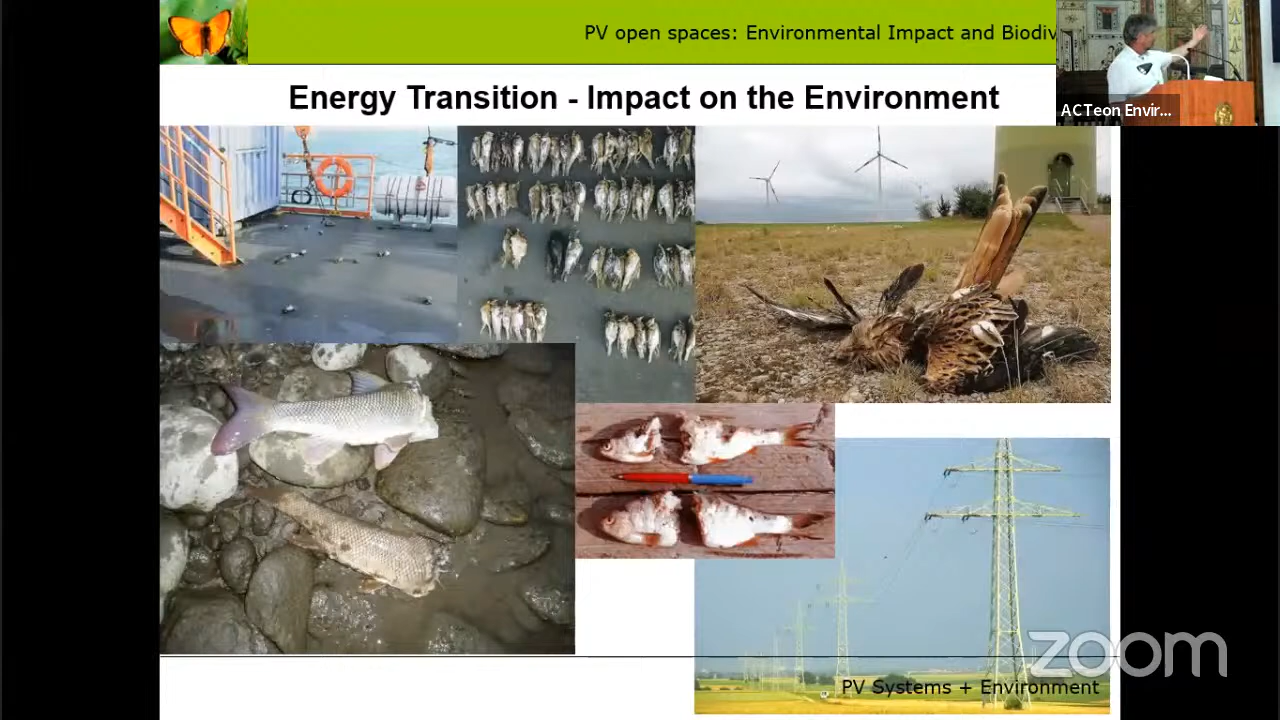 PV open spaces: Environmental Impact and Biodiv
ACTeon Envir...
Energy Transition - Impact on the Environment
zoom
PV Systems + Environment